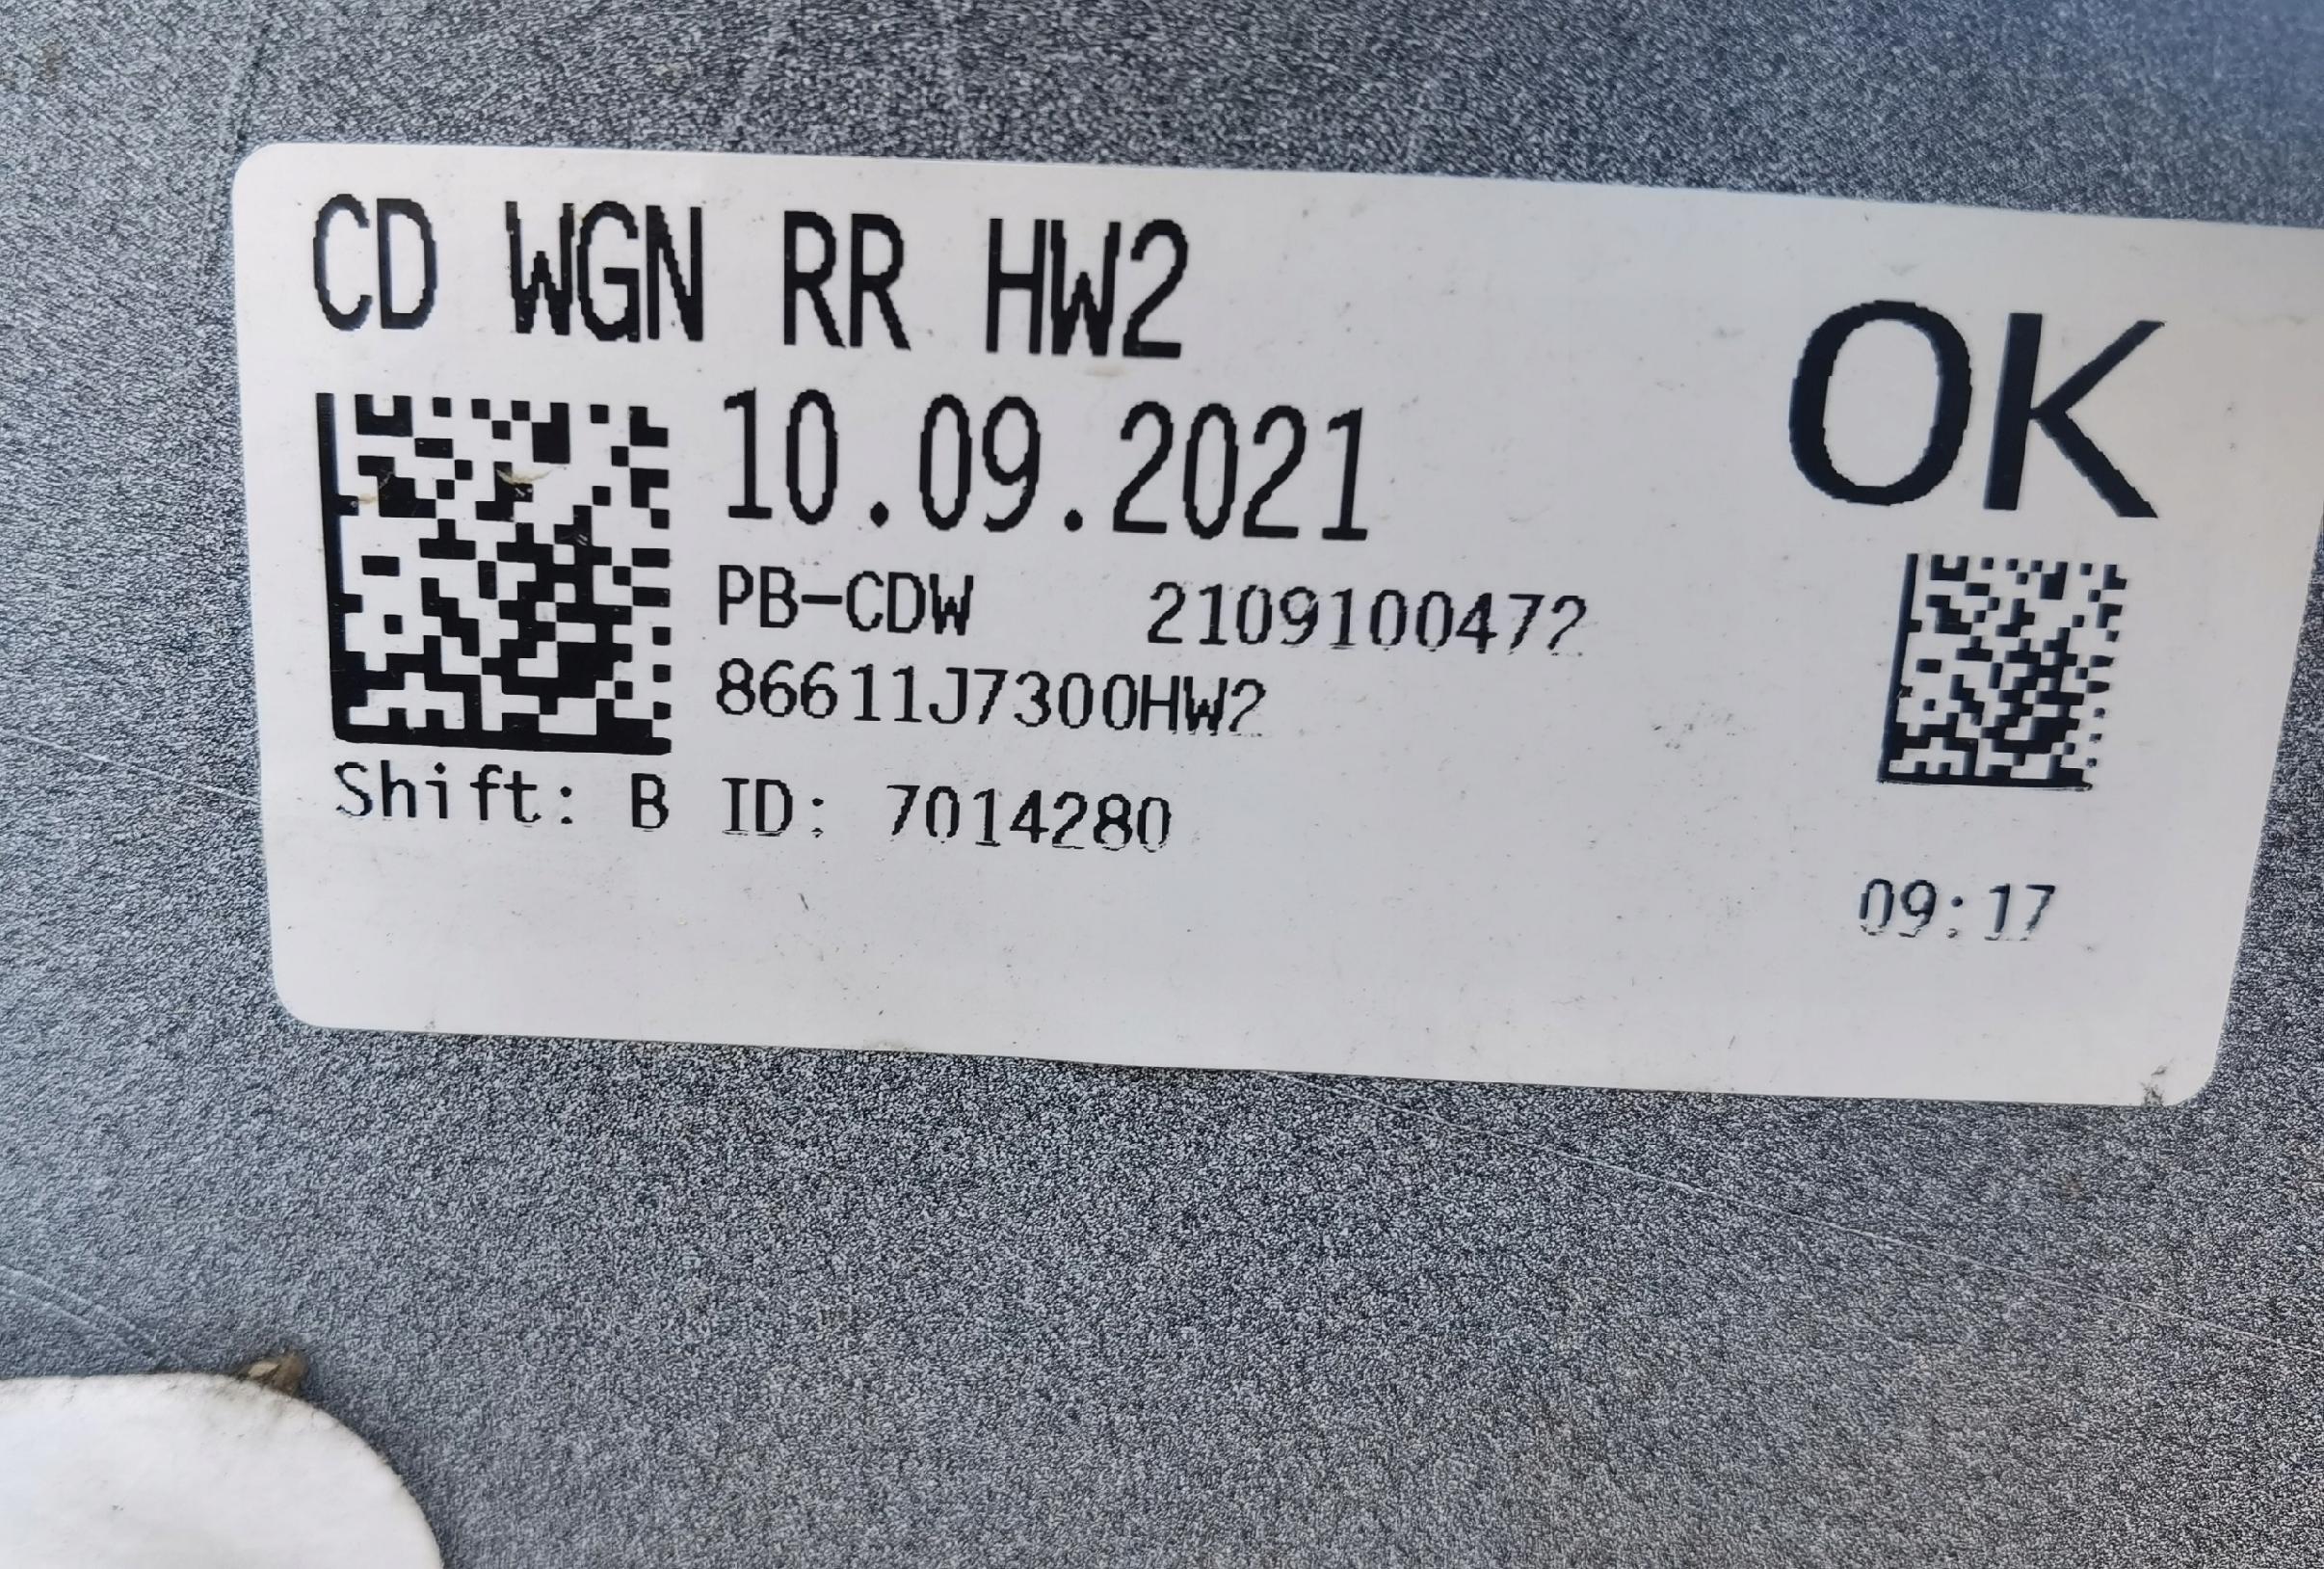 CD WGN RR HW2
OK
10.09.2021
PB-CDW 2109100472
86611J7300HW2
Shift: B ID: 7014280
09:17